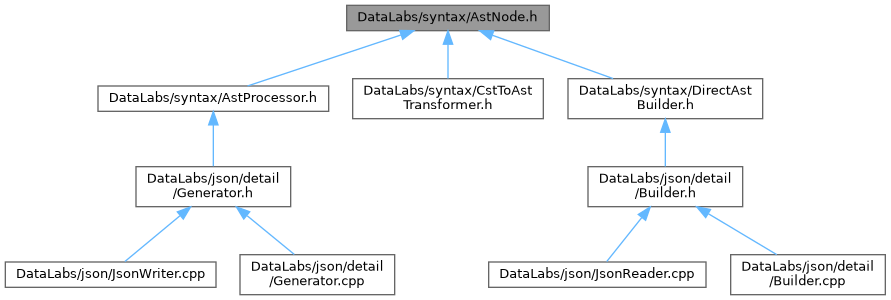 DataLabs/syntax/AstNode.h
DataLabs/syntax/AstProcessor.h
DataLabs/syntax/CstToAst
Transformer.h
DataLabs/syntax/DirectAst
Builder.h
DataLabs/json/detail
/Generator.h
DataLabs/json/detail
/Builder.h
DataLabs/json/JsonWriter.cpp
DataLabs/json/detail
/Generator.cpp
DataLabs/json/JsonReader.cpp
DataLabs/json/detail
/Builder.cpp